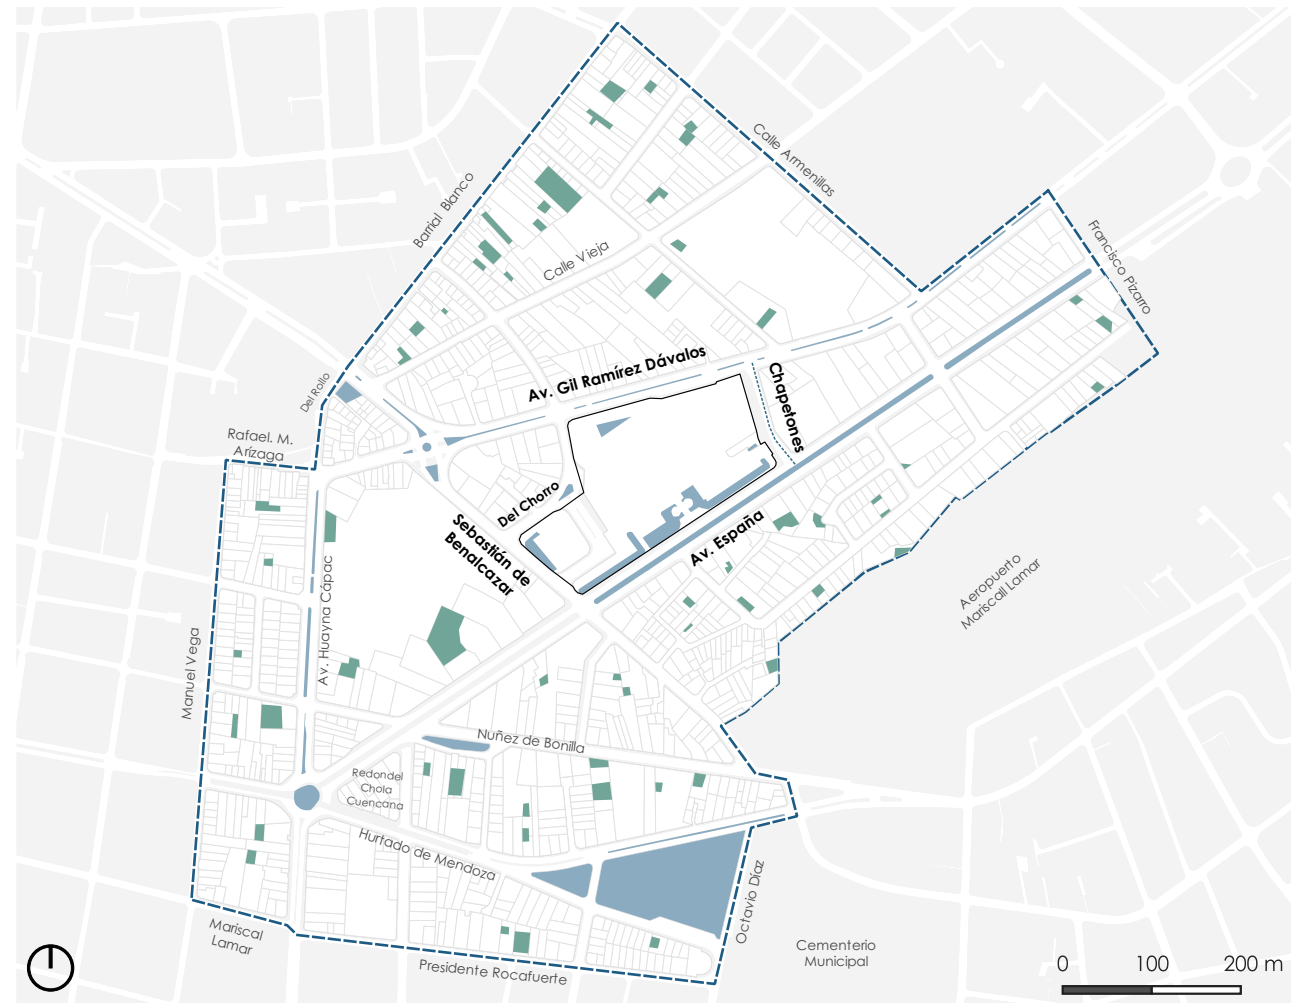 Calle Armenillas
Barrial Blanco
Francisco Pizarro
Calle Vieja
Av. Gil Ramírez Dávalos
Chapetones
Del Rollo
Rafael. M.
Arízaga
Del Chorro
Sebastián de
Benalcazar
Av. España
Aeropuerto
Mariscall Lamar
Av. Huayna Cápac
Manuel Vega
Nuñez de Bonilla
Redondel
Chola
Cuencana
Hurtado de Mendoza
Octavio Díaz
Mariscal
Lamar
Presidente Rocafuerte
Cementerio
Municipal
0 100 200 m